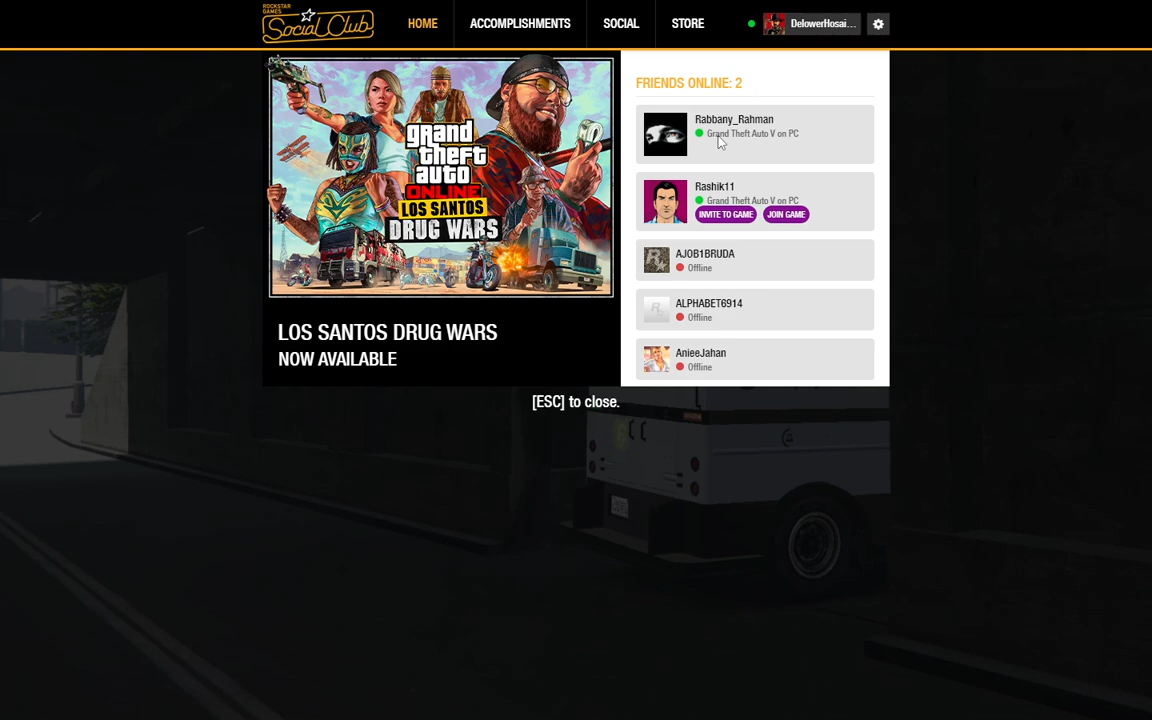 ROCKSTAR
GAMES
Social Club
HOME
ACCOMPLISHMENTS
SOCIAL
STORE
DelowerHosai...
grand
theft
auto
ONLINE
LOS SANTOS
DRUG WARS
LOS SANTOS DRUG WARS
NOW AVAILABLE
FRIENDS ONLINE: 2
Rabbany_Rahman
Grand Theft Auto V on PC
Rashik11
Grand Theft Auto V on PC
INVITE TO GAME JOIN GAME
AJOB1BRUDA
Offline
ALPHABET6914
Offline
AnieeJahan
Offline
[ESC] to close.